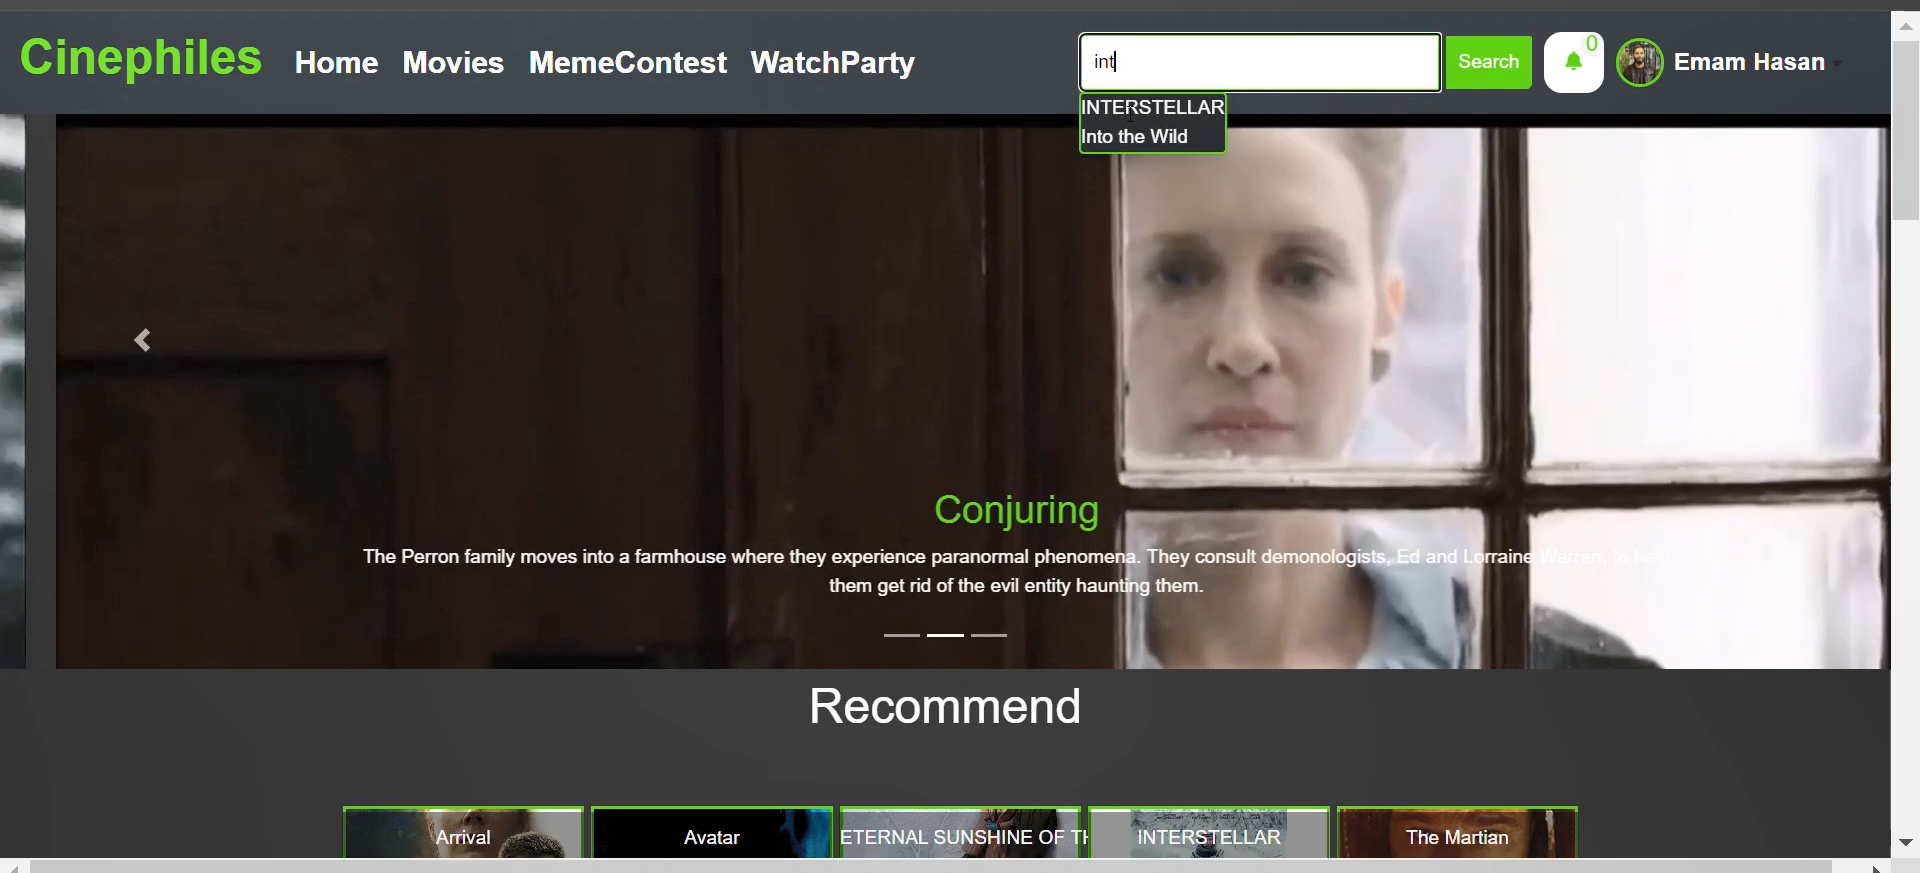 Cinephiles Home Movies MemeContest WatchParty int Search 0 Emam Hasan
INTERSTELLAR
Into the Wild
Conjuring
The Perron family moves into a farmhouse where they experience paranormal phenomena. They consult demonologists, Ed and Lorraine Warren, to help
them get rid of the evil entity haunting them.
Recommend
Arrival Avatar ETERNAL SUNSHINE OF TH INTERSTELLAR The Martian